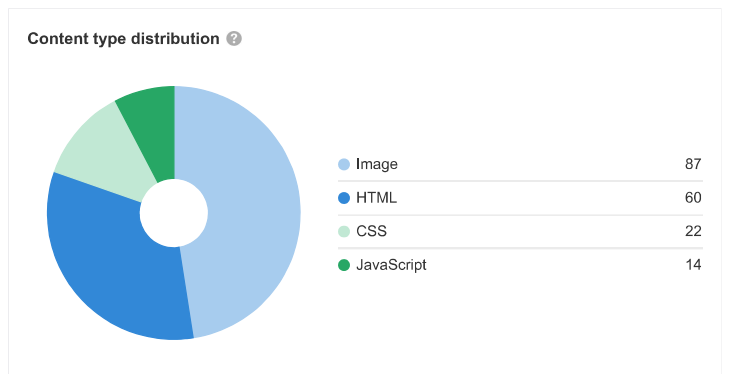 Content type distribution ?
Image 87
HTML 60
CSS 22
JavaScript 14